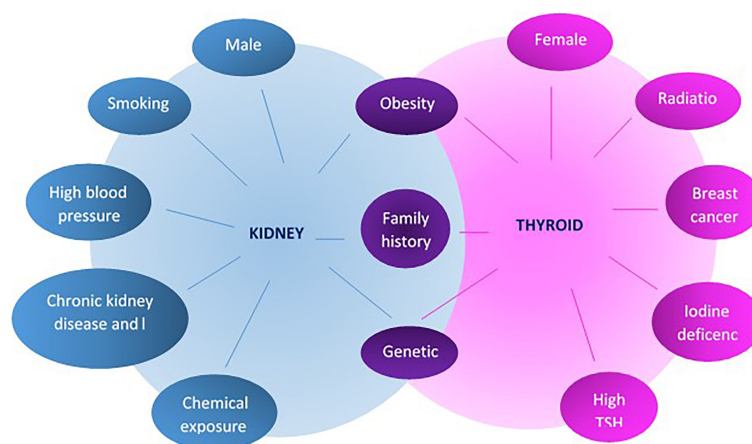 Male
Female
Smoking
Obesity
Radiatio
High blood
pressure
Family
history
Breast
cancer
KIDNEY
THYROID
Chronic kidney
disease and l
Iodine
deficenc
Genetic
Chemical
exposure
High
TSH